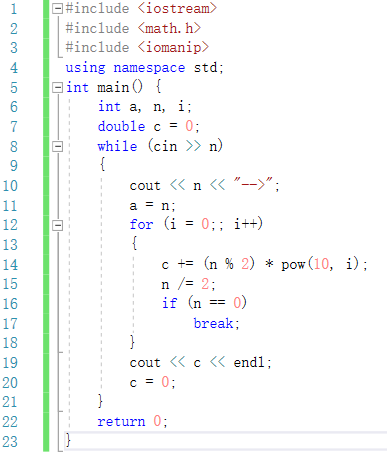 1 #include <iostream>
2 #include <math.h>
3 #include <iomanip>
4 using namespace std;
5 int main() {
6 int a, n, i;
7 double c = 0;
8 while (cin >> n)
9 {
10 cout << n << "-->";
11 a = n;
12 for (i = 0;; i++)
13 {
14 c += (n % 2) * pow(10, i);
15 n /= 2;
16 if (n == 0)
17 break;
18 }
19 cout << c << endl;
20 c = 0;
21 }
22 return 0;
23 }